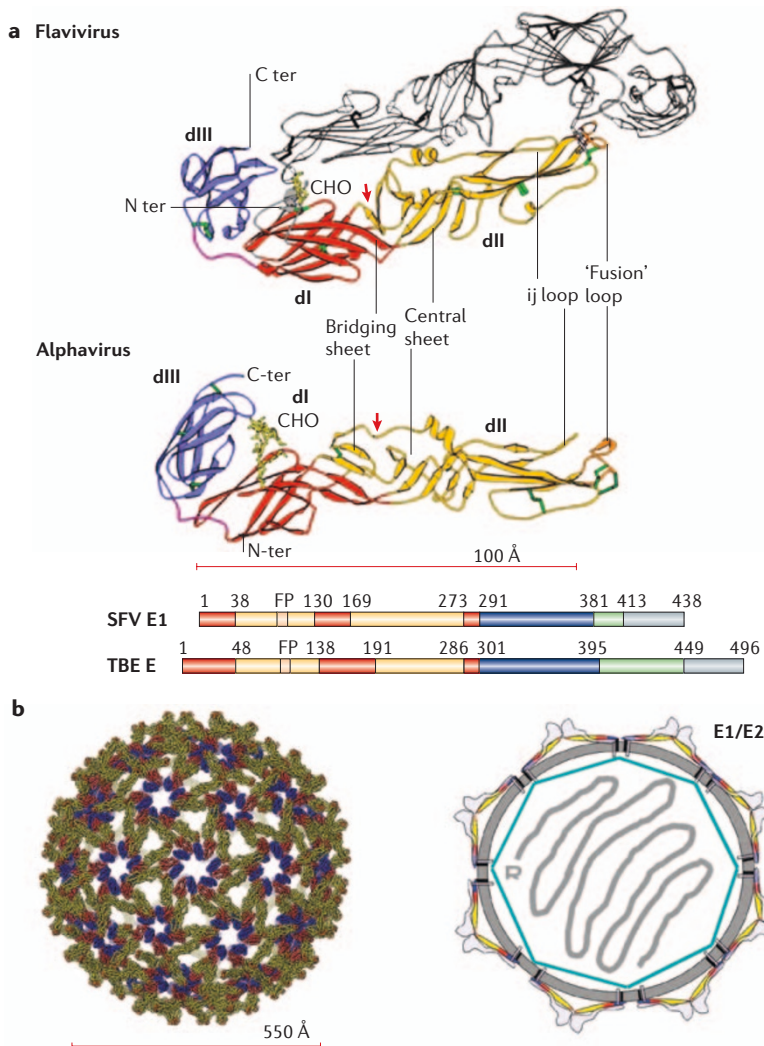 a Flavivirus
C ter
dIII
CHO
N ter
dII
dI
'Fusion'
loop
ij loop
Bridging
sheet
Central
sheet
Alphavirus
dIII
C-ter
dI
CHO
dII
N-ter
100 Å
1 38 FP 130 169 273 291 381 413 438
SFV E1
1 48 FP 138 191 286 301 395 449 496
TBE E
b
E1/E2
R
550 Å